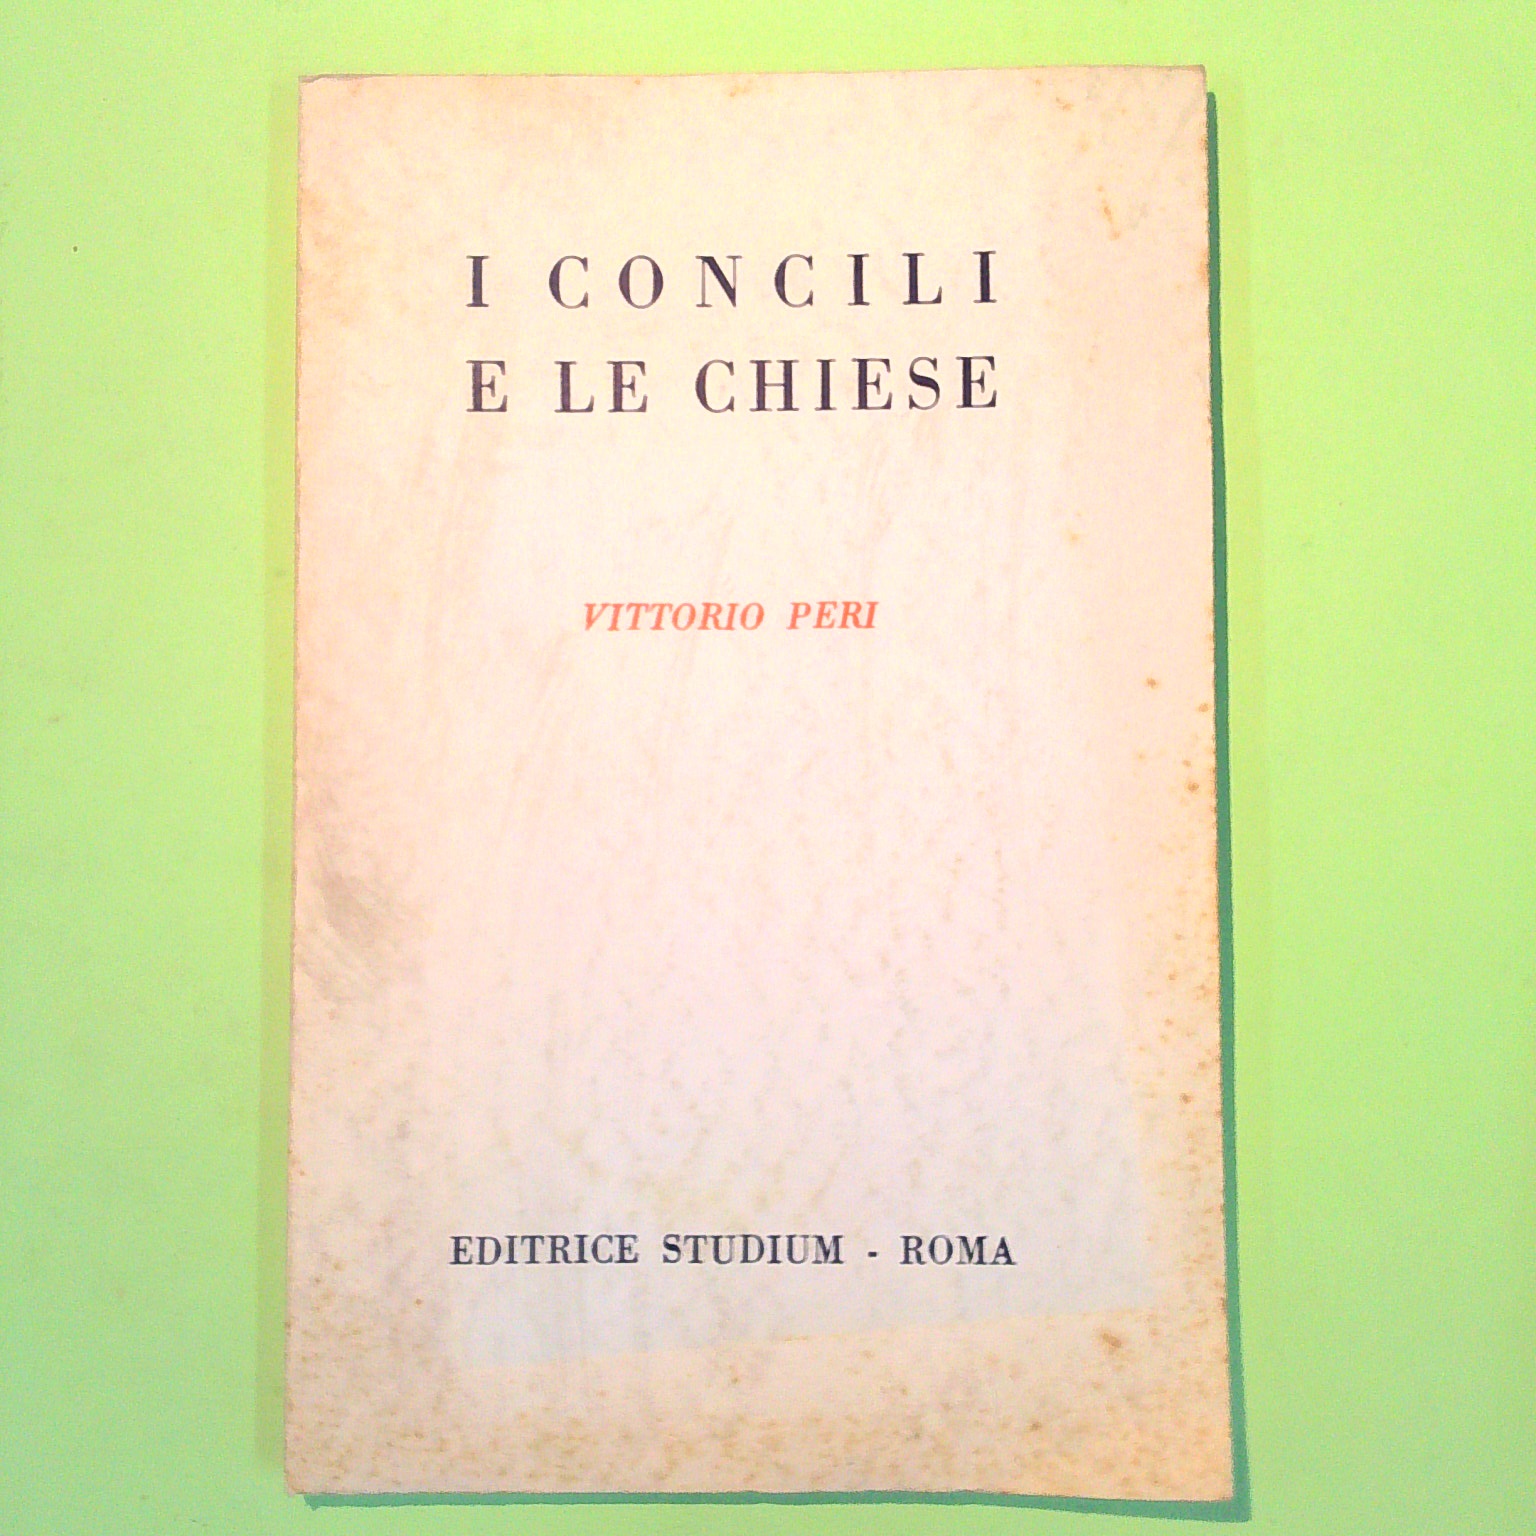 I CONCILI
E LE CHIESE
VITTORIO PERI
EDITRICE STUDIUM - ROMA